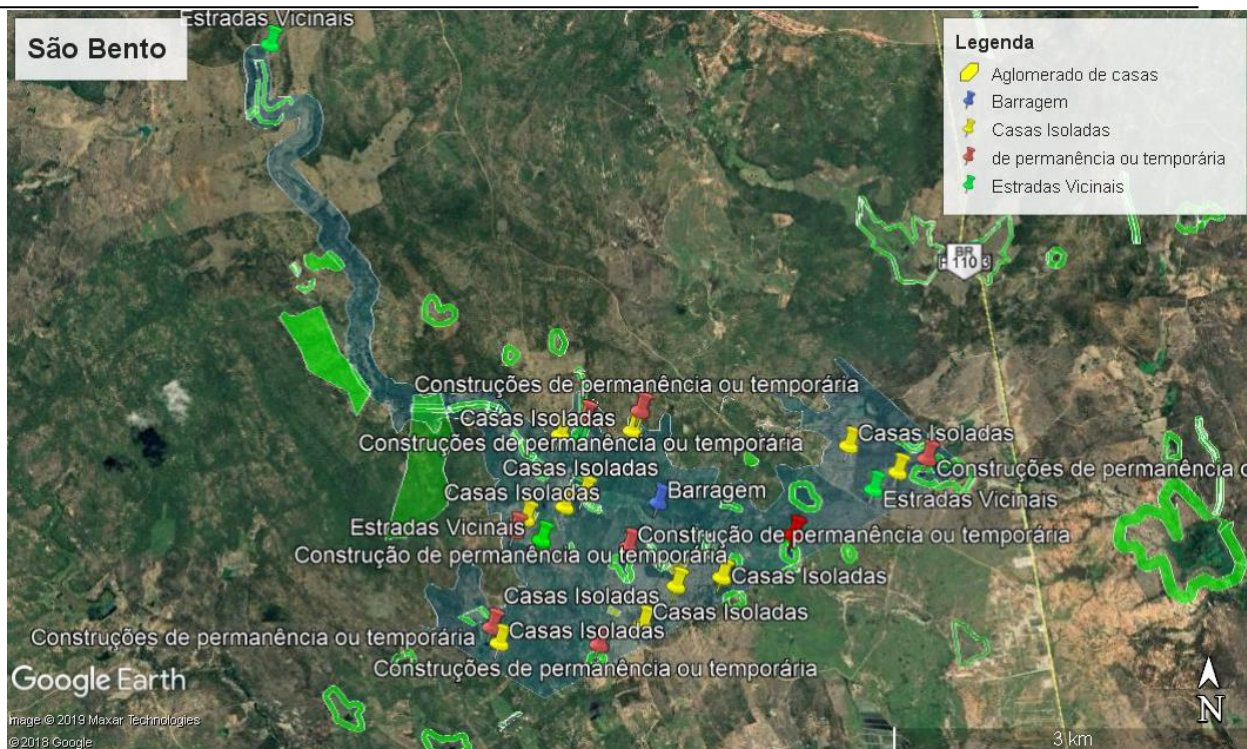 Estradas Vicinais
São Bento
Legenda
Aglomerado de casas
Barragem
Casas Isoladas
de permanência ou temporária
Estradas Vicinais
BR
110
Construções de permanência ou temporária
Casas Isoladas
Construções de permanência ou temporária
Casas Isoladas
Casas Isoladas
Construções de permanência o
Casas Isoladas
Barragem
Estradas Vicinais
Estradas Vicinais
Construção de permanência ou temporária
Construção de permanência ou temporária
Casas Isoladas
Casas Isoladas
Casas Isoladas
Construções de permanência ou temporária
Casas Isoladas
Construções de permanência ou temporária
Google Earth
Image © 2019 Maxar Technologies
© 2018 Google
3 km
N